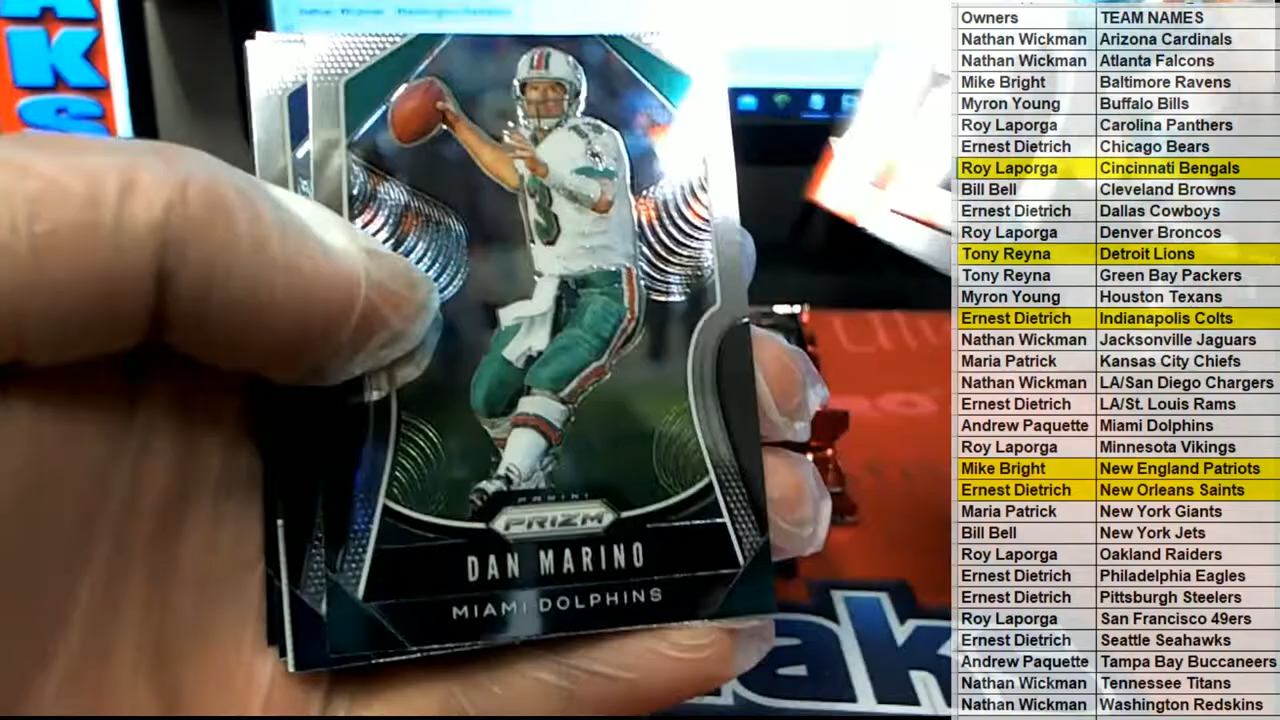 AKS
DAN MARINO
MIAMI DOLPHINS
PANINI
PRIZM
13
ak
Owners TEAM NAMES
Nathan Wickman Arizona Cardinals
Nathan Wickman Atlanta Falcons
Mike Bright Baltimore Ravens
Myron Young Buffalo Bills
Roy Laporga Carolina Panthers
Ernest Dietrich Chicago Bears
Roy Laporga Cincinnati Bengals
Bill Bell Cleveland Browns
Ernest Dietrich Dallas Cowboys
Roy Laporga Denver Broncos
Tony Reyna Detroit Lions
Tony Reyna Green Bay Packers
Myron Young Houston Texans
Ernest Dietrich Indianapolis Colts
Nathan Wickman Jacksonville Jaguars
Maria Patrick Kansas City Chiefs
Nathan Wickman LA/San Diego Chargers
Ernest Dietrich LA/St. Louis Rams
Andrew Paquette Miami Dolphins
Roy Laporga Minnesota Vikings
Mike Bright New England Patriots
Ernest Dietrich New Orleans Saints
Maria Patrick New York Giants
Bill Bell New York Jets
Roy Laporga Oakland Raiders
Ernest Dietrich Philadelphia Eagles
Ernest Dietrich Pittsburgh Steelers
Roy Laporga San Francisco 49ers
Ernest Dietrich Seattle Seahawks
Andrew Paquette Tampa Bay Buccaneers
Nathan Wickman Tennessee Titans
Nathan Wickman Washington Redskins